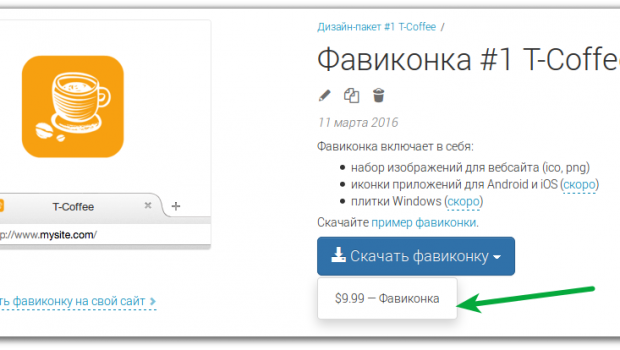 Дизайн-пакет #1 T-Coffee /
Фавиконка #1 T-Coffe
11 марта 2016
Фавиконка включает в себя:
набор изображений для вебсайта (ico, png)
иконки приложений для Android и iOS (скоро)
плитки Windows (скоро)
Скачайте пример фавиконки.
Скачать фавиконку
$9.99 — Фавиконка
T-Coffee
p://www.mysite.com/
ть фавиконку на свой сайт